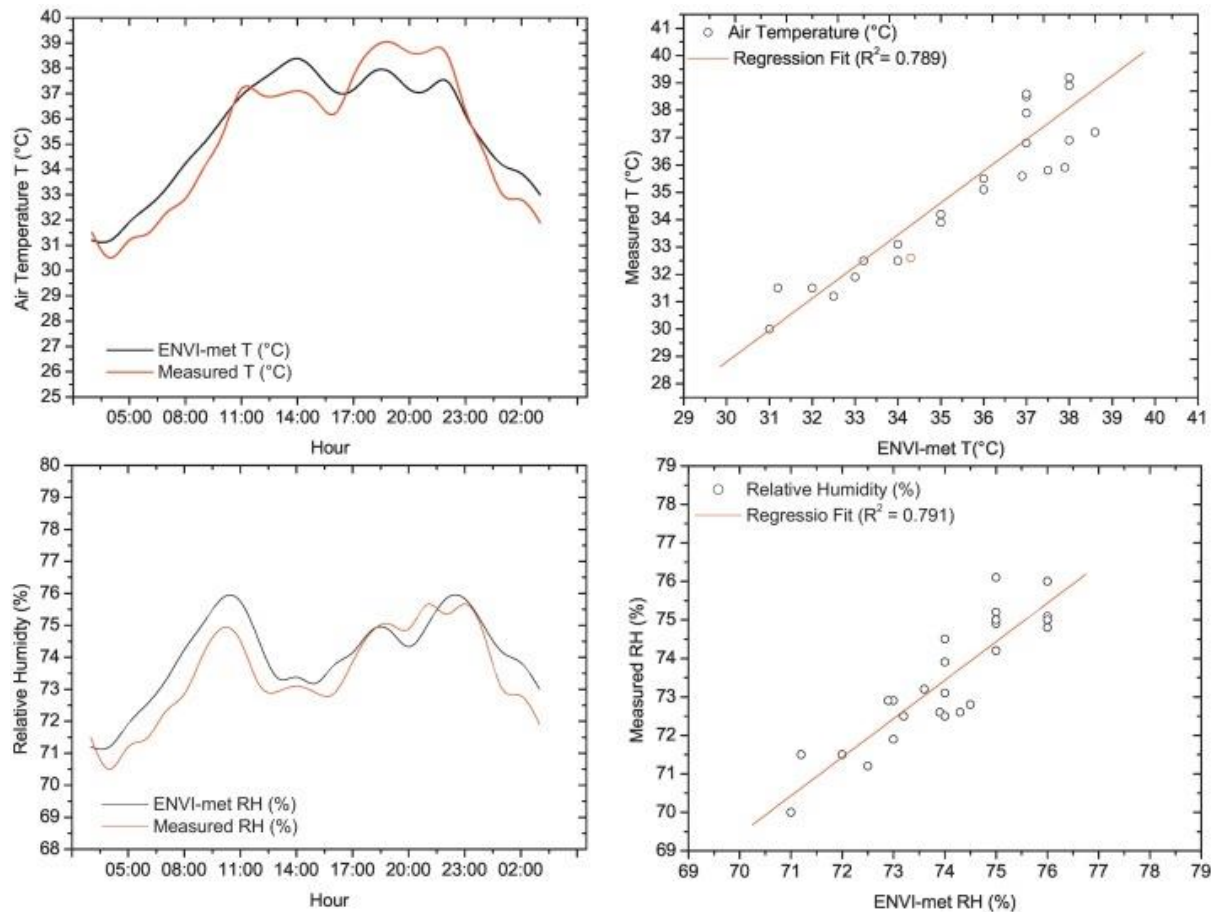 40
39
38
37
36
35
34
33
32
31
30
29
28
27
26
25
Air Temperature T (°C)
ENVI-met T (°C)
Measured T (°C)
05:00 08:00 11:00 14:00 17:00 20:00 23:00 02:00
Hour
41
40
39
38
37
36
35
34
33
32
31
30
29
28
Measured T (°C)
Air Temperature (°C)
Regression Fit (R²= 0.789)
29 30 31 32 33 34 35 36 37 38 39 40 41
ENVI-met T(°C)
80
79
78
77
76
75
74
73
72
71
70
69
68
Relative Humidty (%)
ENVI-met RH (%)
Measured RH (%)
05:00 08:00 11:00 14:00 17:00 20:00 23:00 02:00
Hour
79
78
77
76
75
74
73
72
71
70
69
Measured RH (%)
Relative Humidity (%)
Regressio Fit (R² = 0.791)
69 70 71 72 73 74 75 76 77 78 79
ENVI-met RH (%)